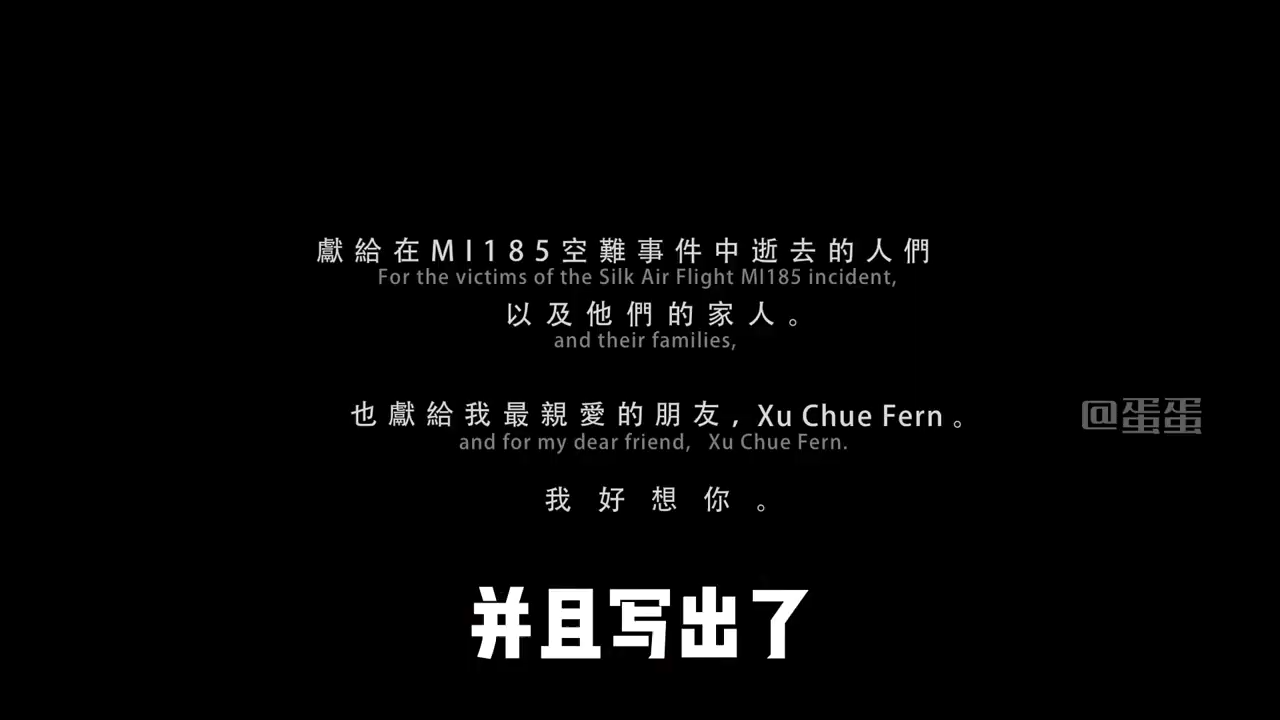 獻給在MI185空難事件中逝去的人們
For the victims of the Silk Air Flight MI185 incident,
以及他們的家人。
and their families,
也獻給我最親愛的朋友，Xu Chue Fern。
and for my dear friend, Xu Chue Fern.
@蛋蛋
我好想你。
并且写出了